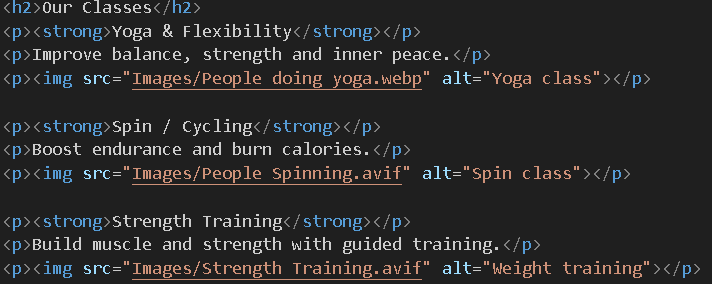 <h2>Our Classes</h2>
<p><strong>Yoga & Flexibility</strong></p>
<p>Improve balance, strength and inner peace.</p>
<p><img src="Images/People doing yoga.webp" alt="Yoga class"></p>
<p><strong>Spin / Cycling</strong></p>
<p>Boost endurance and burn calories.</p>
<p><img src="Images/People Spinning.avif" alt="Spin class"></p>
<p><strong>Strength Training</strong></p>
<p>Build muscle and strength with guided training.</p>
<p><img src="Images/Strength Training.avif" alt="Weight training"></p>